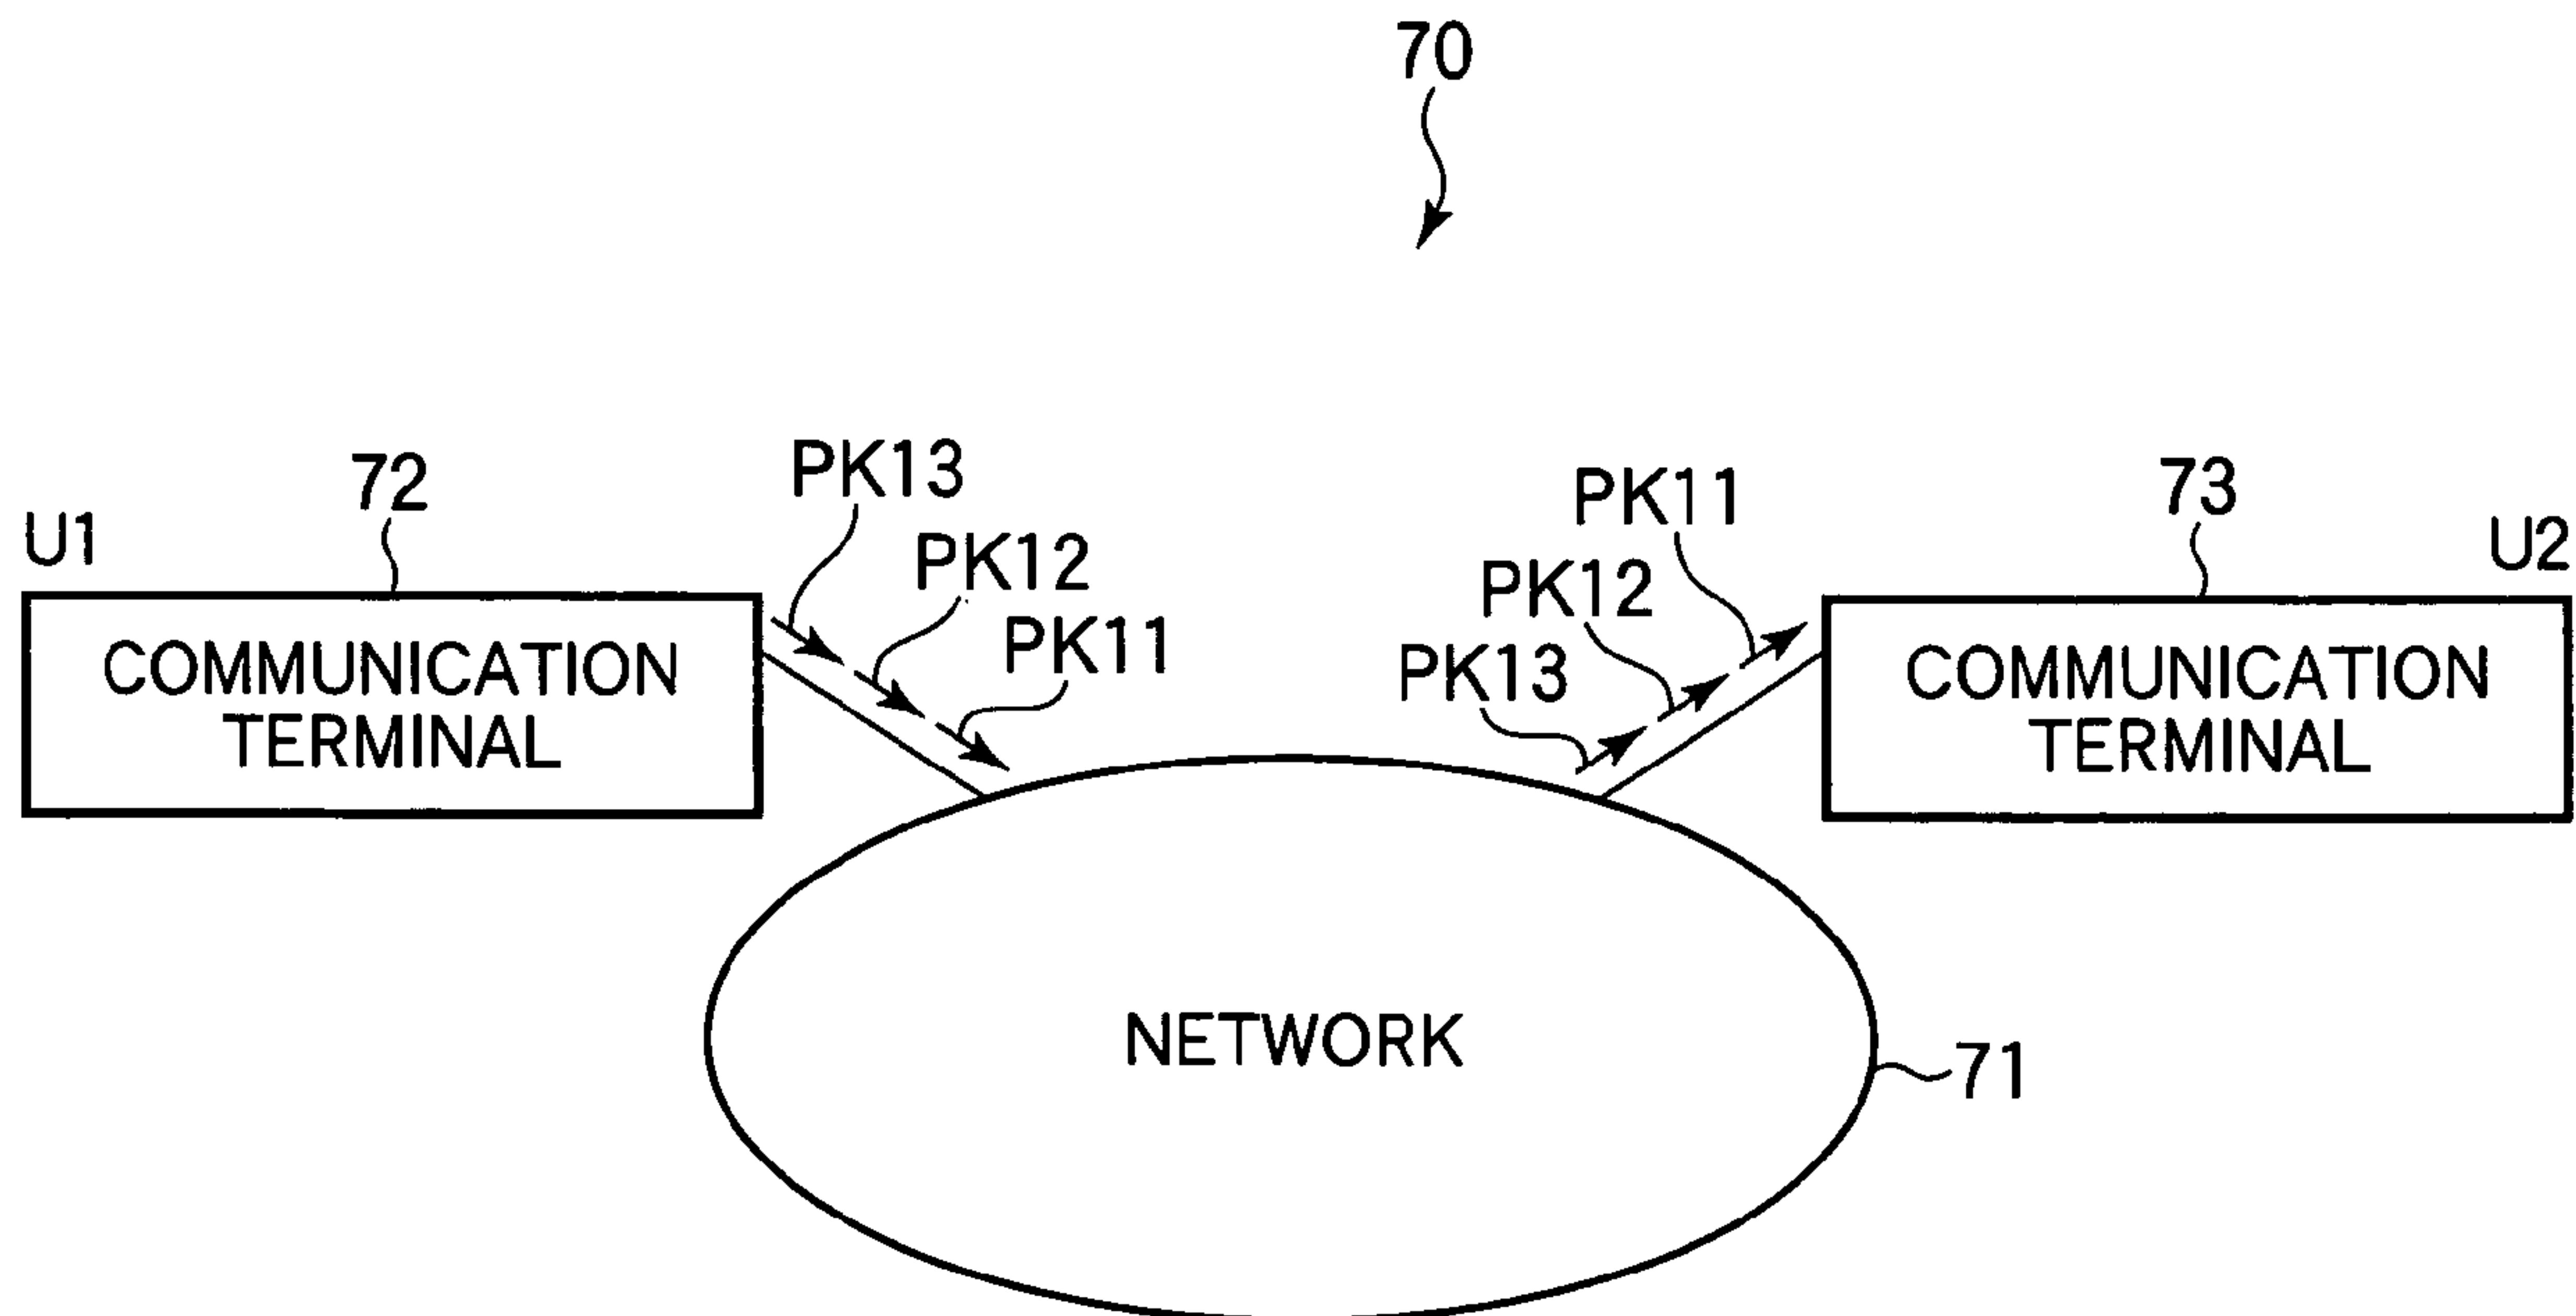 70
PK13
72
PK11
73
U1
PK12
U2
PK12
PK11
PK13
COMMUNICATION
TERMINAL
COMMUNICATION
TERMINAL
NETWORK
71